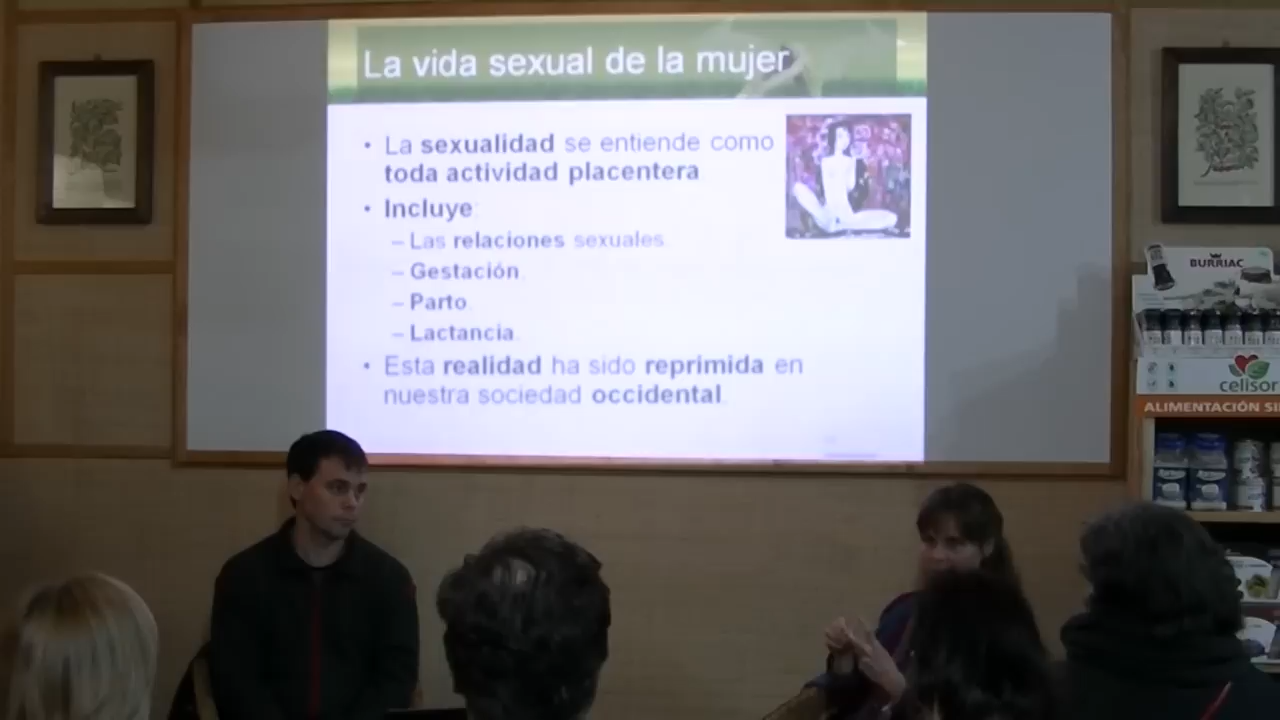 La vida sexual de la mujer
• La sexualidad se entiende como
toda actividad placentera
• Incluye:
– Las relaciones sexuales.
– Gestación.
– Parto.
– Lactancia.
• Esta realidad ha sido reprimida en
nuestra sociedad occidental.
BURRIAC
celisor
ALIMENTACIÓN SI